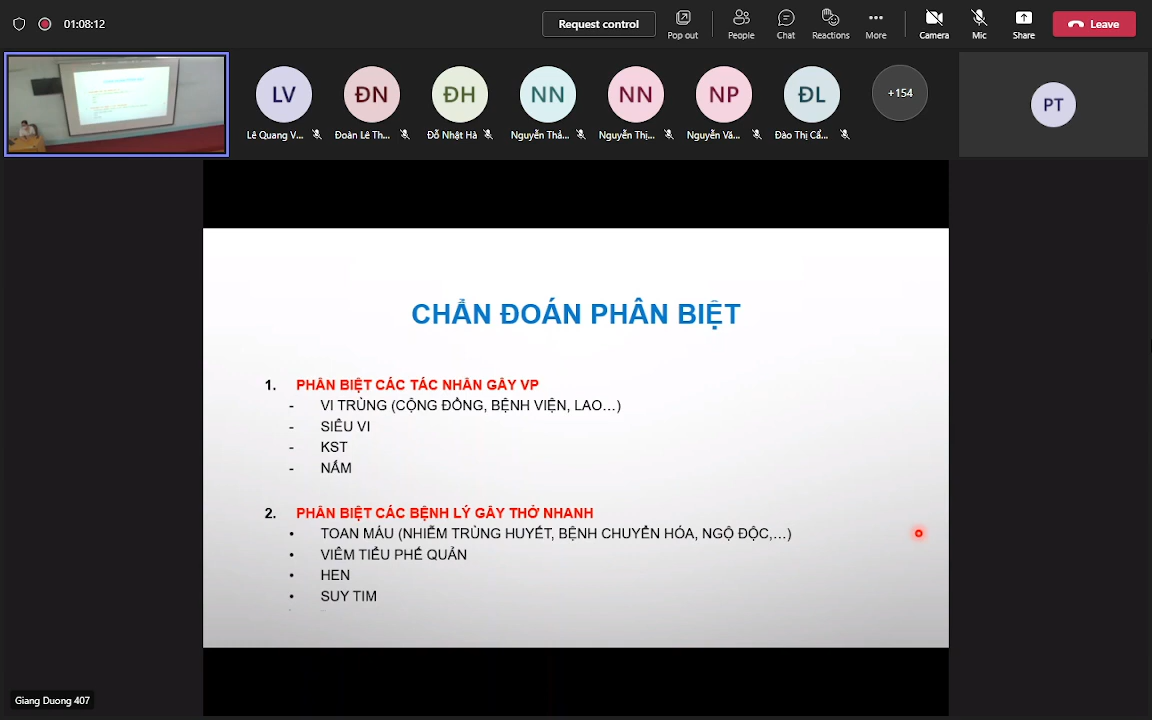 01:08:12
Request control
Pop out
People
Chat
Reactions
More
Camera
Mic
Share
Leave
LV
ĐN
ĐH
NN
NN
NP
ĐL
+154
PT
Lê Quang V...
Đoàn Lê Th...
Đỗ Nhật Hà
Nguyễn Thả...
Nguyễn Thị...
Nguyễn Vă...
Đào Thị Cẩ...
CHẨN ĐOÁN PHÂN BIỆT
1. PHÂN BIỆT CÁC TÁC NHÂN GÂY VP
- VI TRÙNG (CỘNG ĐỒNG, BỆNH VIỆN, LAO...)
- SIÊU VI
- KST
- NẤM
2. PHÂN BIỆT CÁC BỆNH LÝ GÂY THỞ NHANH
• TOAN MÁU (NHIỄM TRÙNG HUYẾT, BỆNH CHUYỂN HÓA, NGỘ ĐỘC,...)
• VIÊM TIỂU PHẾ QUẢN
• HEN
• SUY TIM
Giang Duong 407